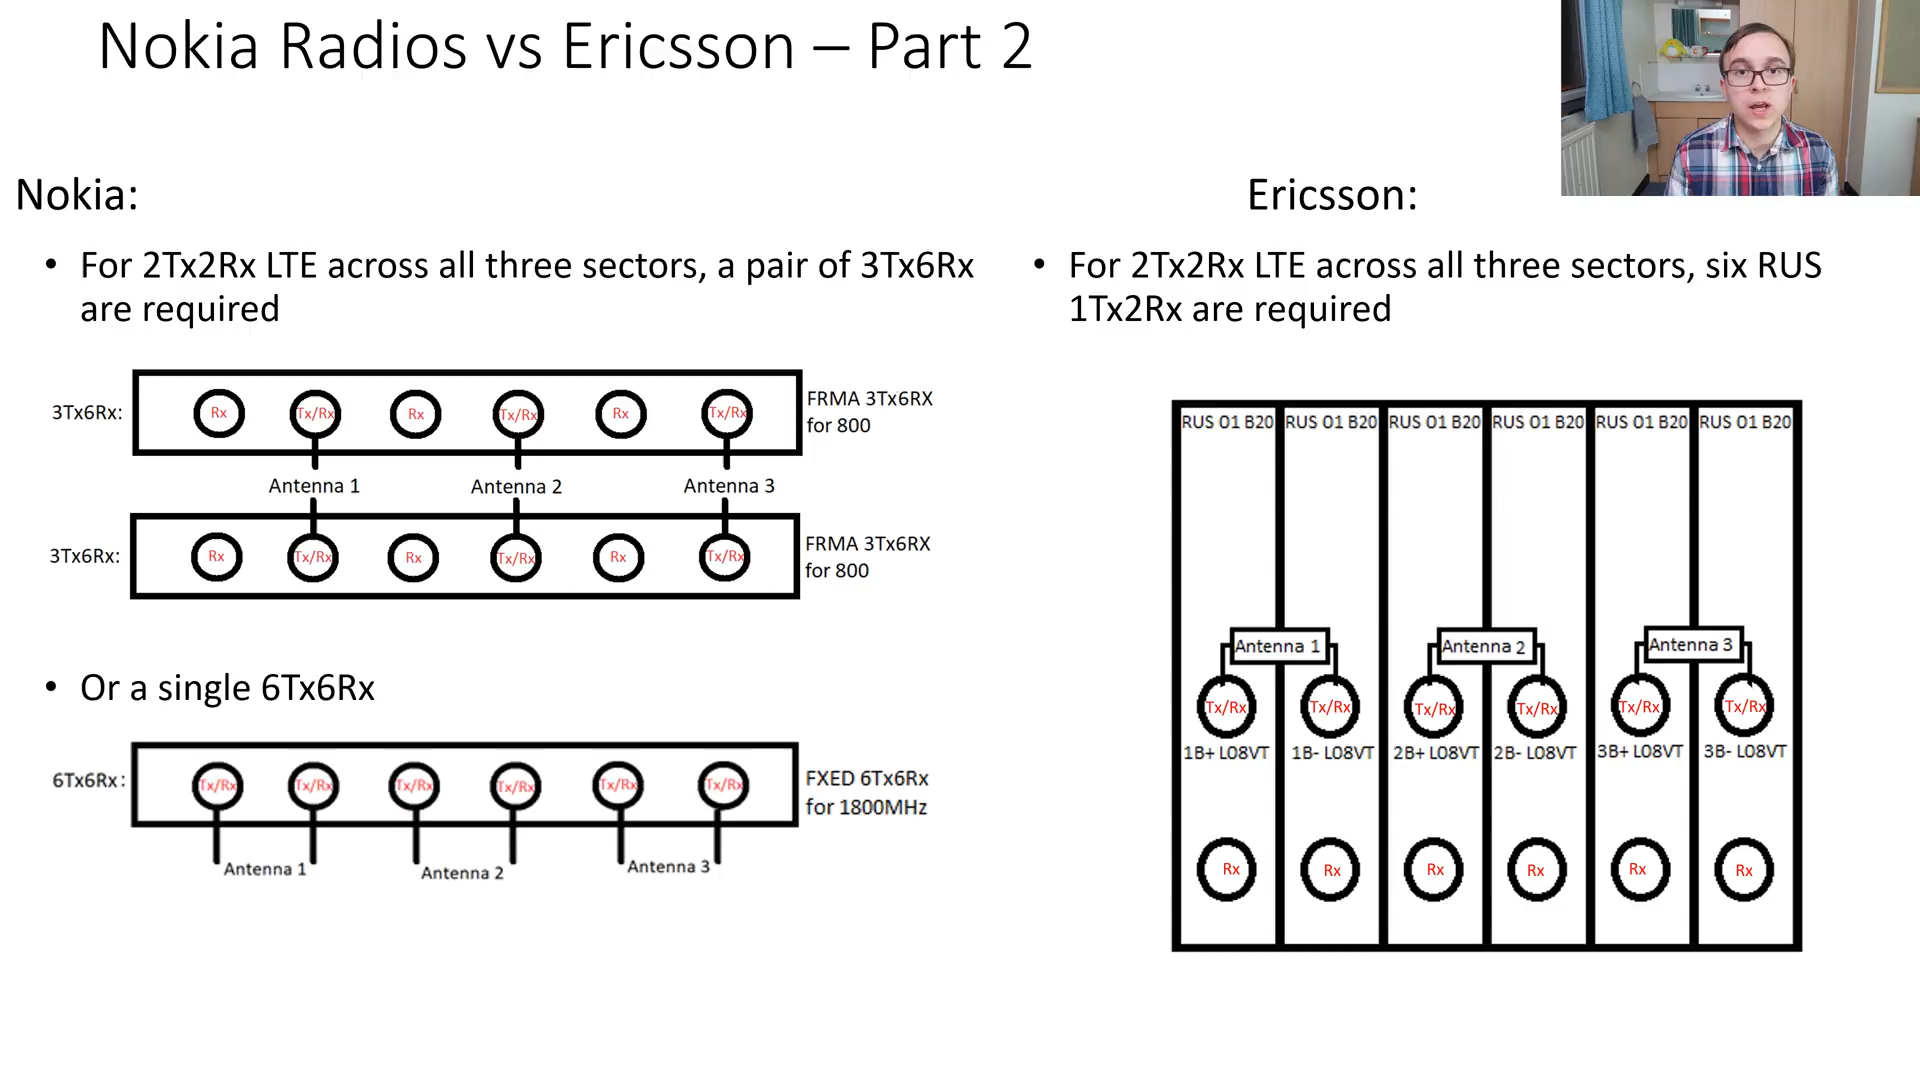 Nokia Radios vs Ericsson – Part 2
Nokia:
• For 2Tx2Rx LTE across all three sectors, a pair of 3Tx6Rx
are required
3Tx6Rx:
Rx
Tx/Rx
Rx
Tx/Rx
Rx
Tx/Rx
FRMA 3Tx6RX
for 800
Antenna 1
Antenna 2
Antenna 3
3Tx6Rx:
Rx
Tx/Rx
Rx
Tx/Rx
Rx
Tx/Rx
FRMA 3Tx6RX
for 800
• Or a single 6Tx6Rx
6Tx6Rx:
Tx/Rx
Tx/Rx
Tx/Rx
Tx/Rx
Tx/Rx
Tx/Rx
FXED 6Tx6Rx
for 1800MHz
Antenna 1
Antenna 2
Antenna 3
Ericsson:
• For 2Tx2Rx LTE across all three sectors, six RUS
1Tx2Rx are required
RUS 01 B20
RUS 01 B20
RUS 01 B20
RUS 01 B20
RUS 01 B20
RUS 01 B20
Antenna 1
Antenna 2
Antenna 3
Tx/Rx
Tx/Rx
Tx/Rx
Tx/Rx
Tx/Rx
Tx/Rx
1B+ L08VT
1B- L08VT
2B+ L08VT
2B- L08VT
3B+ L08VT
3B- L08VT
Rx
Rx
Rx
Rx
Rx
Rx